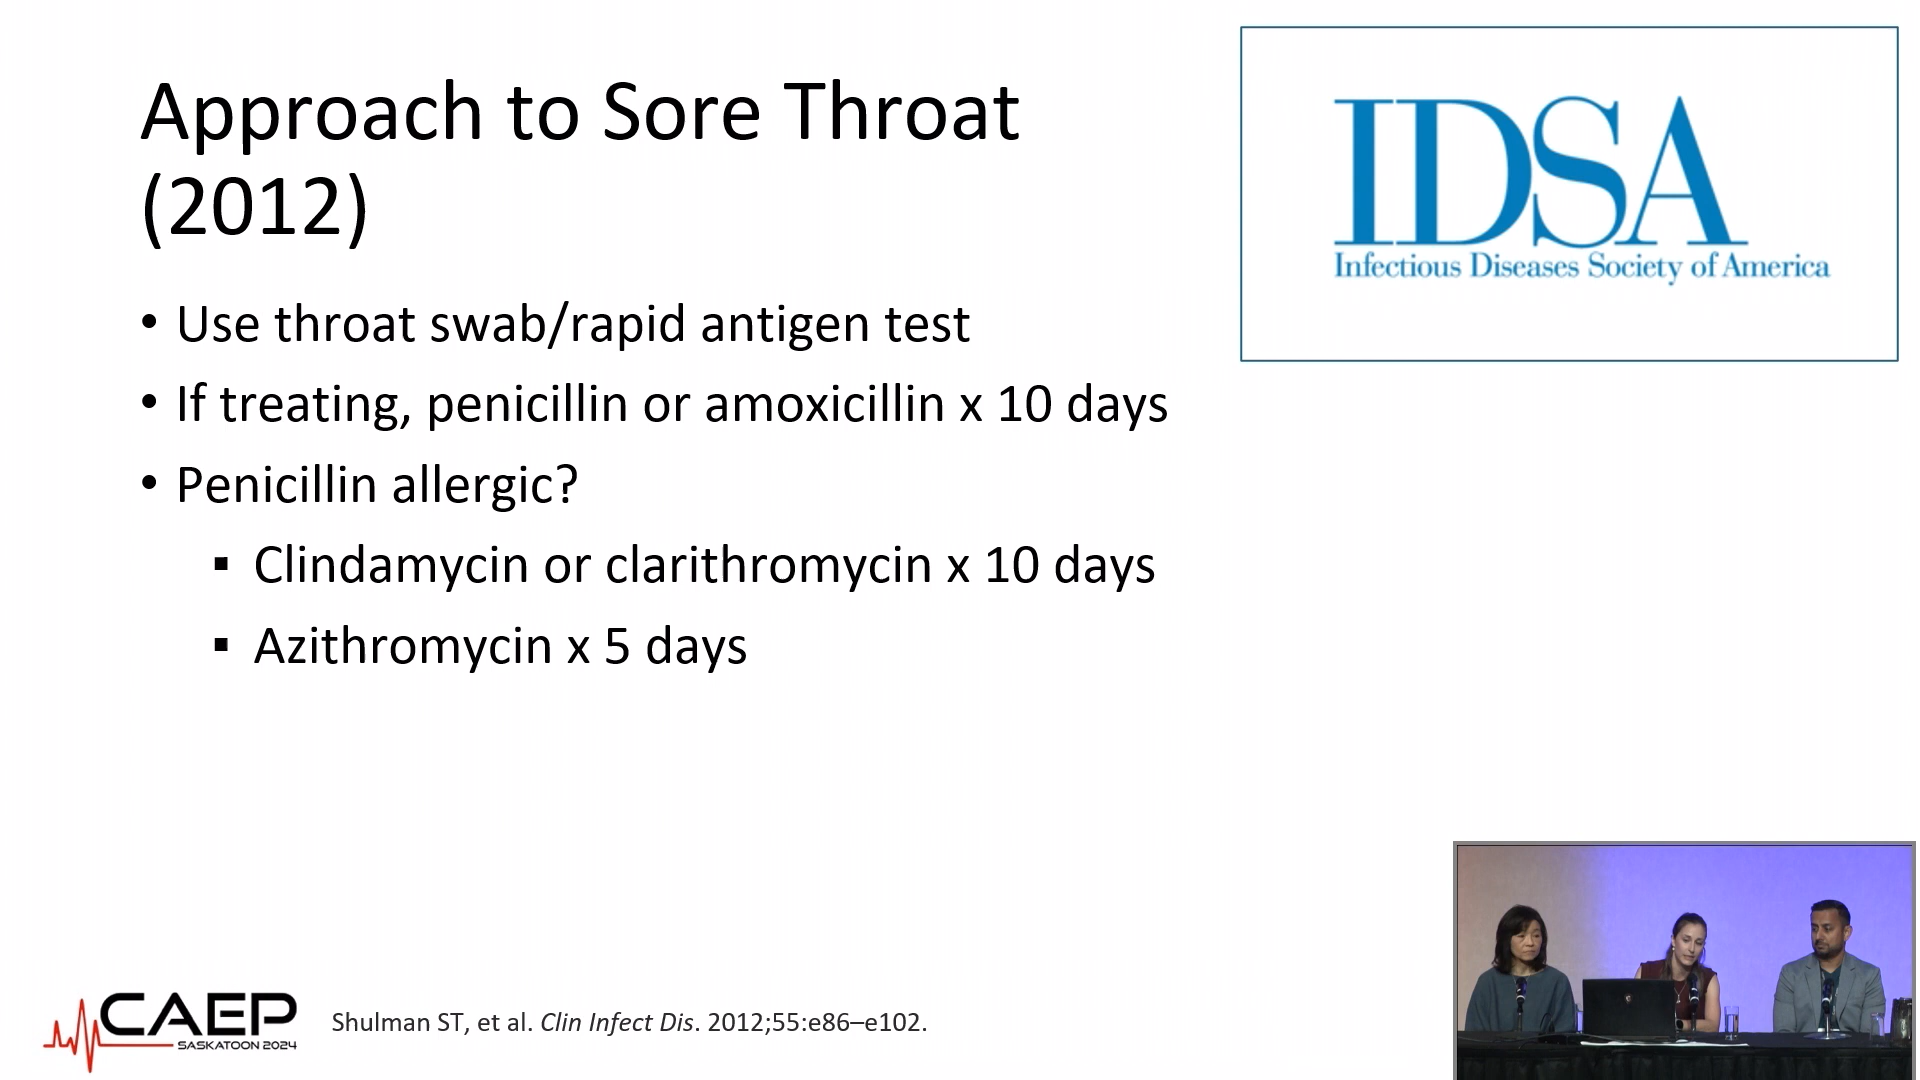 Approach to Sore Throat
(2012)
IDSA
Infectious Diseases Society of America
• Use throat swab/rapid antigen test
• If treating, penicillin or amoxicillin x 10 days
• Penicillin allergic?
▪ Clindamycin or clarithromycin x 10 days
▪ Azithromycin x 5 days
CAEP
SASKATOON 2024
Shulman ST, et al. Clin Infect Dis. 2012;55:e86–e102.